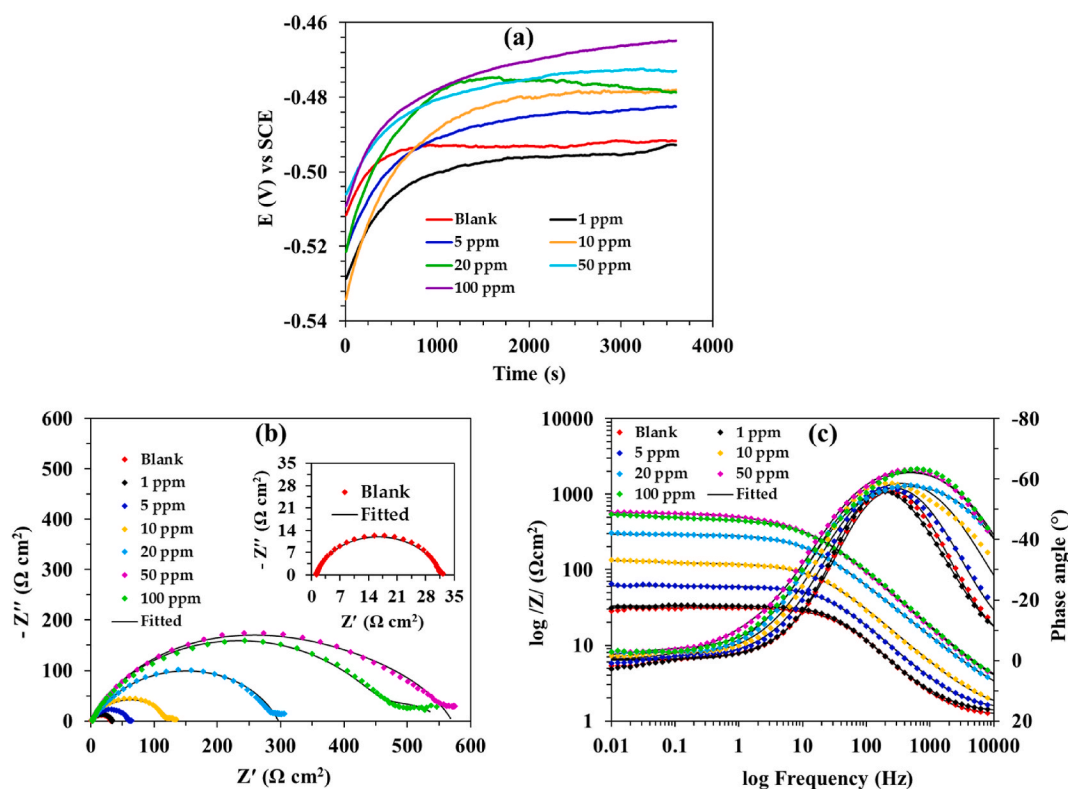 (a)
E (V) vs SCE
-0.46
-0.48
-0.50
-0.52
-0.54
Blank
1 ppm
5 ppm
10 ppm
20 ppm
50 ppm
100 ppm
0
1000
2000
3000
4000
Time (s)
(b)
- Z″ (Ω cm²)
600
500
400
300
200
100
0
Blank
1 ppm
5 ppm
10 ppm
20 ppm
50 ppm
100 ppm
Fitted
- Z″ (Ω cm²)
35
28
21
14
7
0
Blank
Fitted
0
7
14
21
28
35
Z′ (Ω cm²)
0
100
200
300
400
500
600
Z′ (Ω cm²)
(c)
log /Z/ (Ωcm²)
10000
1000
100
10
1
Blank
1 ppm
5 ppm
10 ppm
20 ppm
50 ppm
100 ppm
Fitted
-80
-60
-40
-20
0
20
Phase angle (°)
0.01
0.1
1
10
100
1000
10000
log Frequency (Hz)